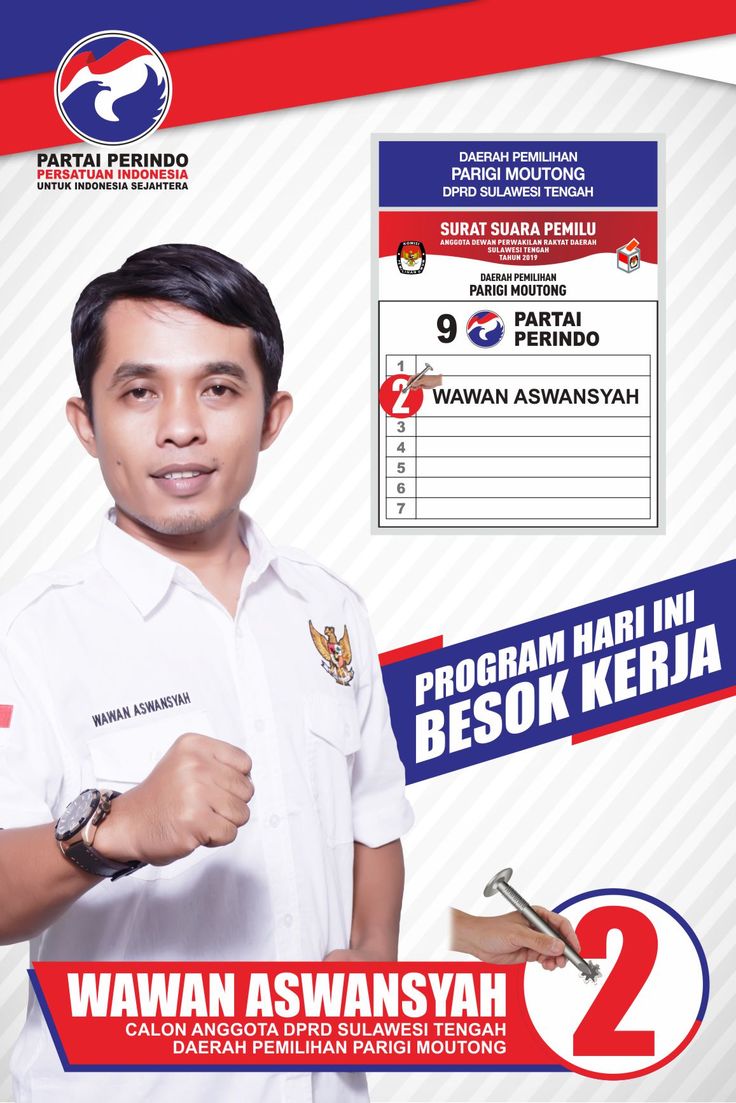 PARTAI PERINDO
PERSATUAN INDONESIA
UNTUK INDONESIA SEJAHTERA
DAERAH PEMILIHAN
PARIGI MOUTONG
DPRD SULAWESI TENGAH
SURAT SUARA PEMILU
ANGGOTA DEWAN PERWAKILAN RAKYAT DAERAH
SULAWESI TENGAH
TAHUN 2019
DAERAH PEMILIHAN
PARIGI MOUTONG
9 PARTAI
PERINDO
1
2 WAWAN ASWANSYAH
3
4
5
6
7
PROGRAM HARI INI
BESOK KERJA
WAWAN ASWANSYAH
WAWAN ASWANSYAH
CALON ANGGOTA DPRD SULAWESI TENGAH
DAERAH PEMILIHAN PARIGI MOUTONG
2